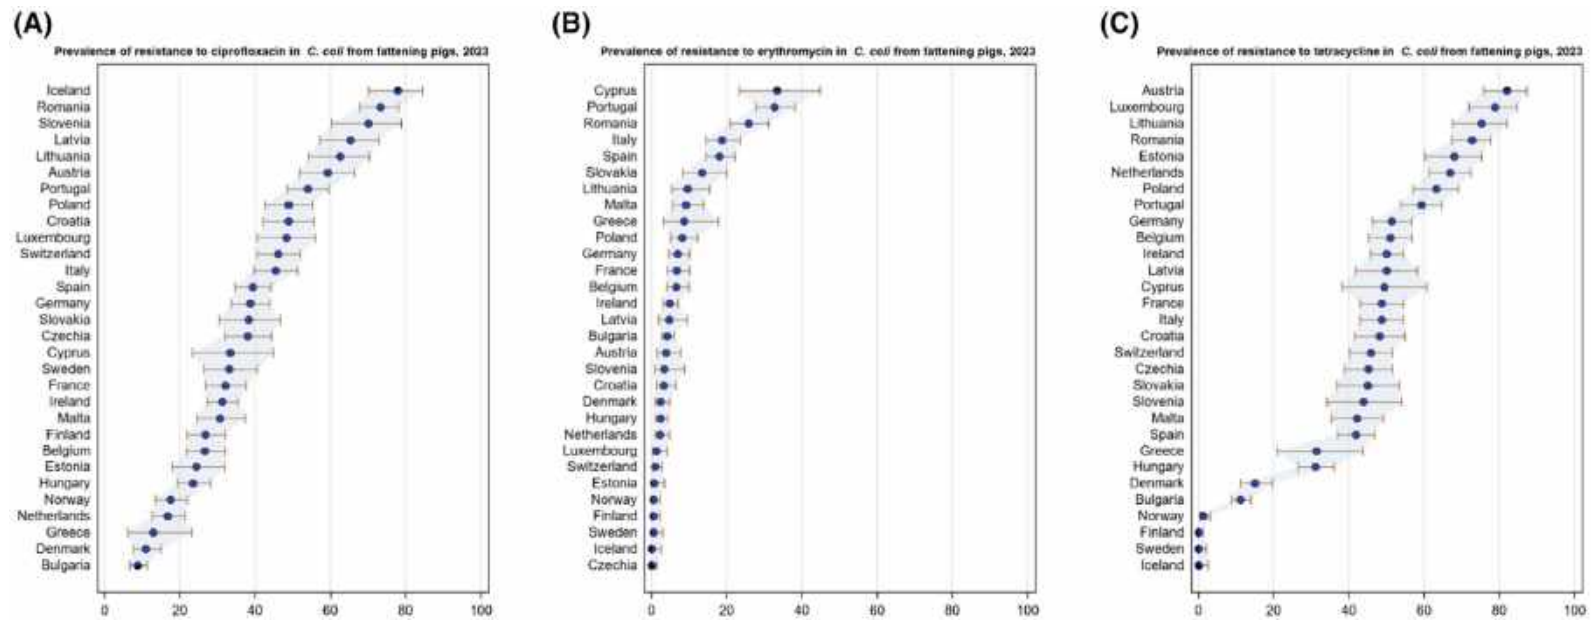 (A)
Prevalence of resistance to ciprofloxacin in C. coli from fattening pigs, 2023
Iceland
Romania
Slovenia
Latvia
Lithuania
Austria
Portugal
Poland
Croatia
Luxembourg
Switzerland
Italy
Spain
Germany
Slovakia
Czechia
Cyprus
Sweden
France
Ireland
Malta
Finland
Belgium
Estonia
Hungary
Norway
Netherlands
Greece
Denmark
Bulgaria
0 20 40 60 80 100
(B)
Prevalence of resistance to erythromycin in C. coli from fattening pigs, 2023
Cyprus
Portugal
Romania
Italy
Spain
Slovakia
Lithuania
Malta
Greece
Poland
Germany
France
Belgium
Ireland
Latvia
Bulgaria
Austria
Slovenia
Croatia
Denmark
Hungary
Netherlands
Luxembourg
Switzerland
Estonia
Norway
Finland
Sweden
Iceland
Czechia
0 20 40 60 80 100
(C)
Prevalence of resistance to tetracycline in C. coli from fattening pigs, 2023
Austria
Luxembourg
Lithuania
Romania
Estonia
Netherlands
Poland
Portugal
Germany
Belgium
Ireland
Latvia
Cyprus
France
Italy
Croatia
Switzerland
Czechia
Slovakia
Slovenia
Malta
Spain
Greece
Hungary
Denmark
Bulgaria
Norway
Finland
Sweden
Iceland
0 20 40 60 80 100